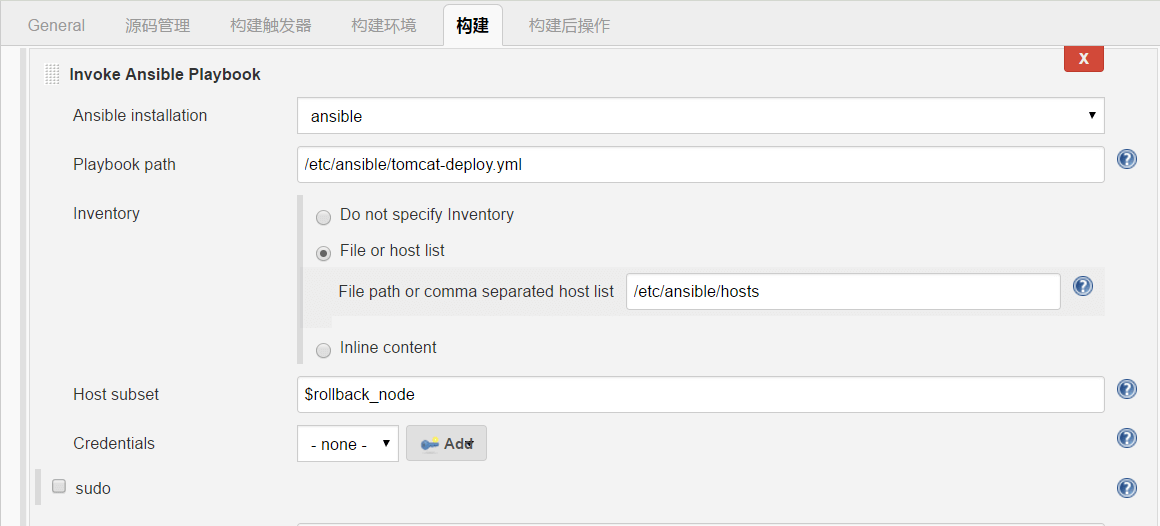 General 源码管理 构建触发器 构建环境 构建 构建后操作
Invoke Ansible Playbook X
Ansible installation ansible
Playbook path /etc/ansible/tomcat-deploy.yml
Inventory Do not specify Inventory
File or host list
File path or comma separated host list /etc/ansible/hosts
Inline content
Host subset $rollback_node
Credentials - none - Add
sudo